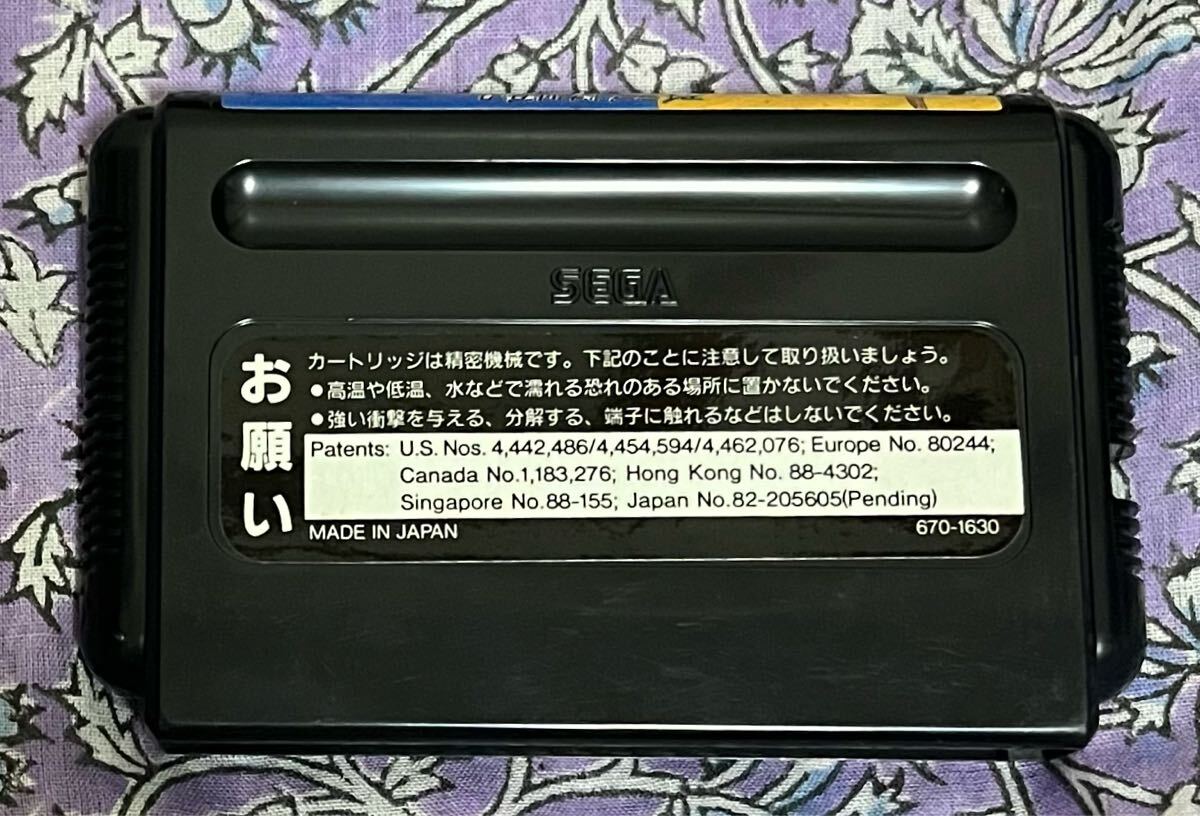 SEGA
お願い
カートリッジは精密機械です。下記のことに注意して取り扱いましょう。
●高温や低温、水などで濡れる恐れのある場所に置かないでください。
●強い衝撃を与える、分解する、端子に触れるなどはしないでください。
Patents: U.S. Nos. 4,442,486/4,454,594/4,462,076; Europe No. 80244;
Canada No.1,183,276; Hong Kong No. 88-4302;
Singapore No.88-155; Japan No.82-205605(Pending)
MADE IN JAPAN 670-1630